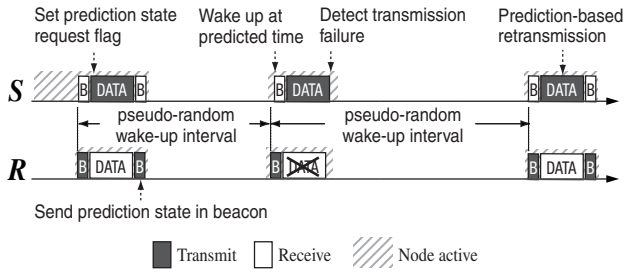 Set prediction state
request flag
Wake up at
predicted time
Detect transmission
failure
Prediction-based
retransmission
S
B DATA B
B DATA
B DATA B
pseudo-random
wake-up interval
pseudo-random
wake-up interval
R
B DATA B
B DATA
B DATA B
Send prediction state in beacon
Transmit
Receive
Node active